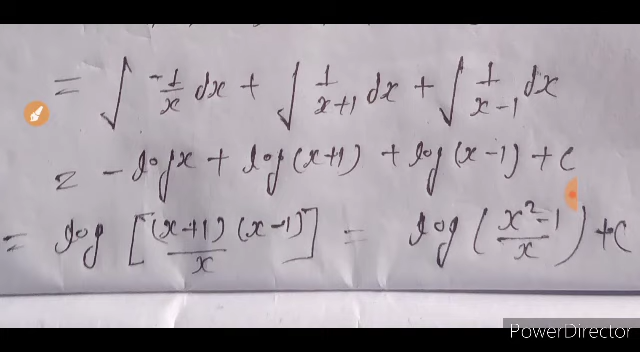 = ∫ -1/x dx + ∫ 1/x+1 dx + ∫ 1/x-1 dx
= - log x + log (x+1) + log (x-1) + c
= log [(x+1) (x-1)/x] = log (x²-1/x) + c
PowerDirector